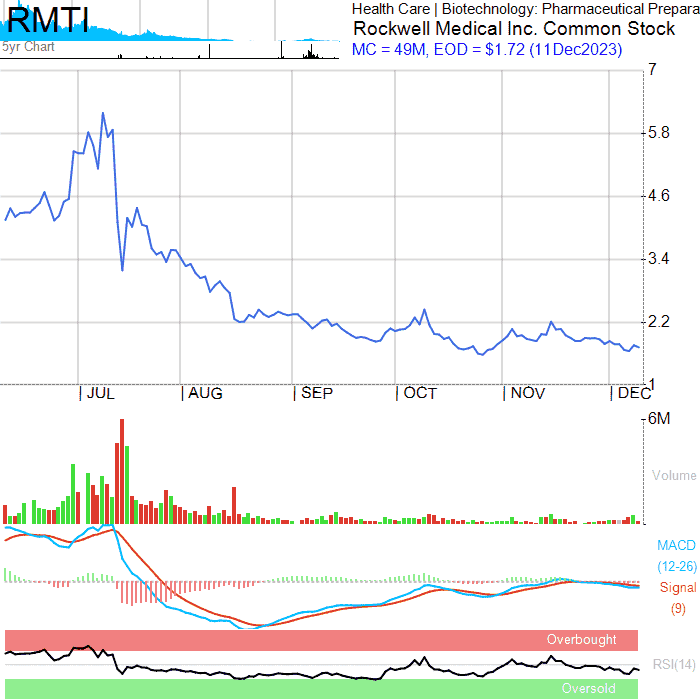 RMTI
5yr Chart
Health Care | Biotechnology: Pharmaceutical Prepara
Rockwell Medical Inc. Common Stock
MC = 49M, EOD = $1.72 (11Dec2023)
7
5.8
4.6
3.4
2.2
1
JUL AUG SEP OCT NOV DEC
6M
Volume
MACD
(12-26)
Signal
(9)
Overbought
RSI(14)
Oversold